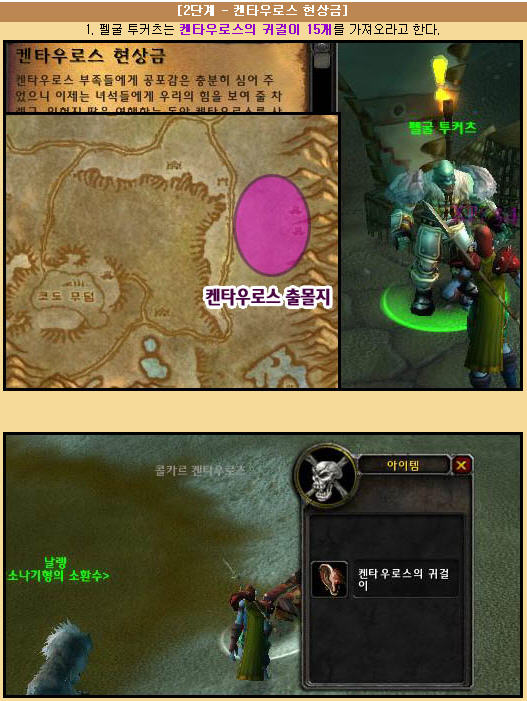 [2단계 - 켄타우로스 현상금]
1. 펠굴 투커츠는 켄타우로스의 귀걸이 15개를 가져오라고 한다.
켄타우로스 현상금
켄타우로스 부족들에게 공포감은 충분히 심어 주
었으니 이제는 녀석들에게 우리의 힘을 보여 줄 차
펠굴 투커츠
코도 무덤
켄타우로스 출몰지
콜카르 켄타우로스
아이템
날렝
소나기형의 소환수>
켄타우로스의 귀걸
이